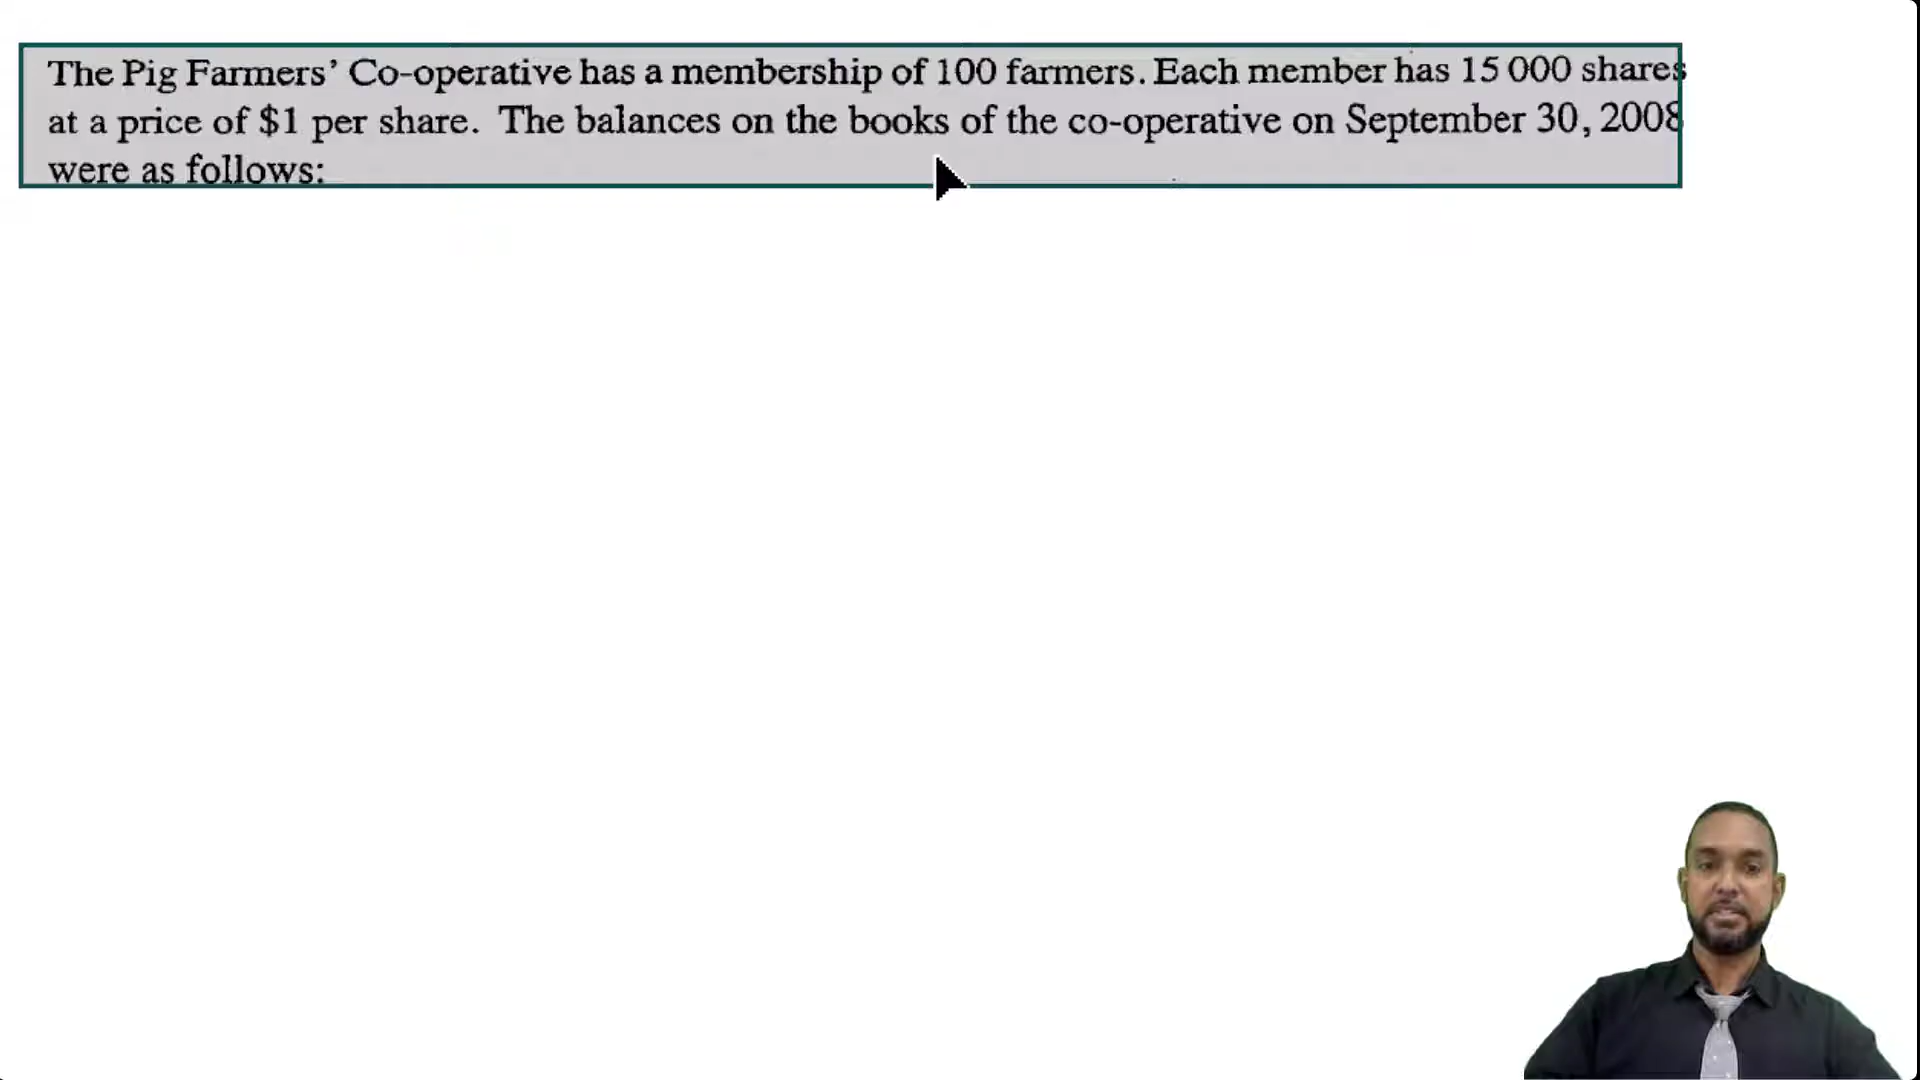 The Pig Farmers’ Co-operative has a membership of 100 farmers. Each member has 15 000 shares
at a price of $1 per share. The balances on the books of the co-operative on September 30, 2008
were as follows: